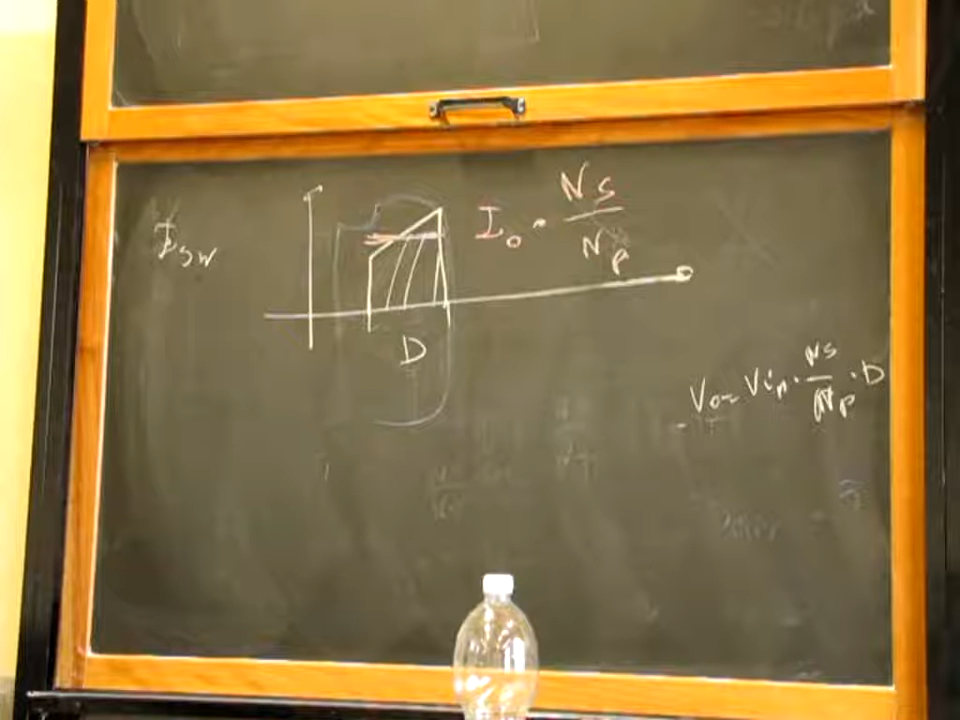 I_SW
I_o · N_S / N_P
D
V_o = V_in · N_S / N_P · D